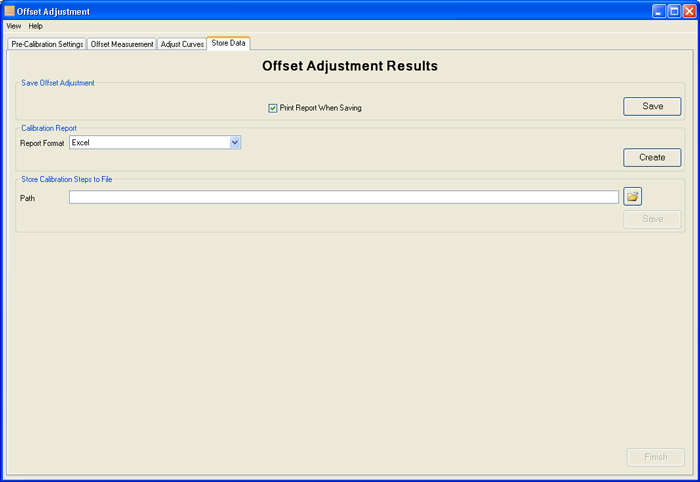 Offset Adjustment
View Help
Pre-Calibration Settings Offset Measurement Adjust Curves Store Data
Offset Adjustment Results
Save Offset Adjustment
Print Report When Saving Save
Calibration Report
Report Format Excel
Create
Store Calibration Steps to File
Path
Save
Finish